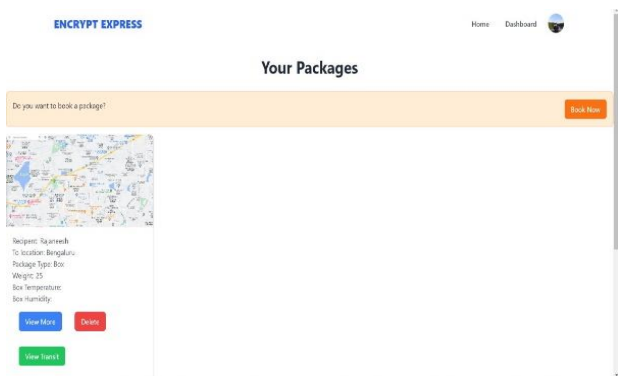 ENCRYPT EXPRESS
Home Dashboard
Your Packages
Do you want to book a package?
Book Now
Recipent: Rajaneesh
To location: Bengaluru
Package Type: Box
Weight: 25
Box Temperature:
Box Humidity:
View More Delete
View Transit